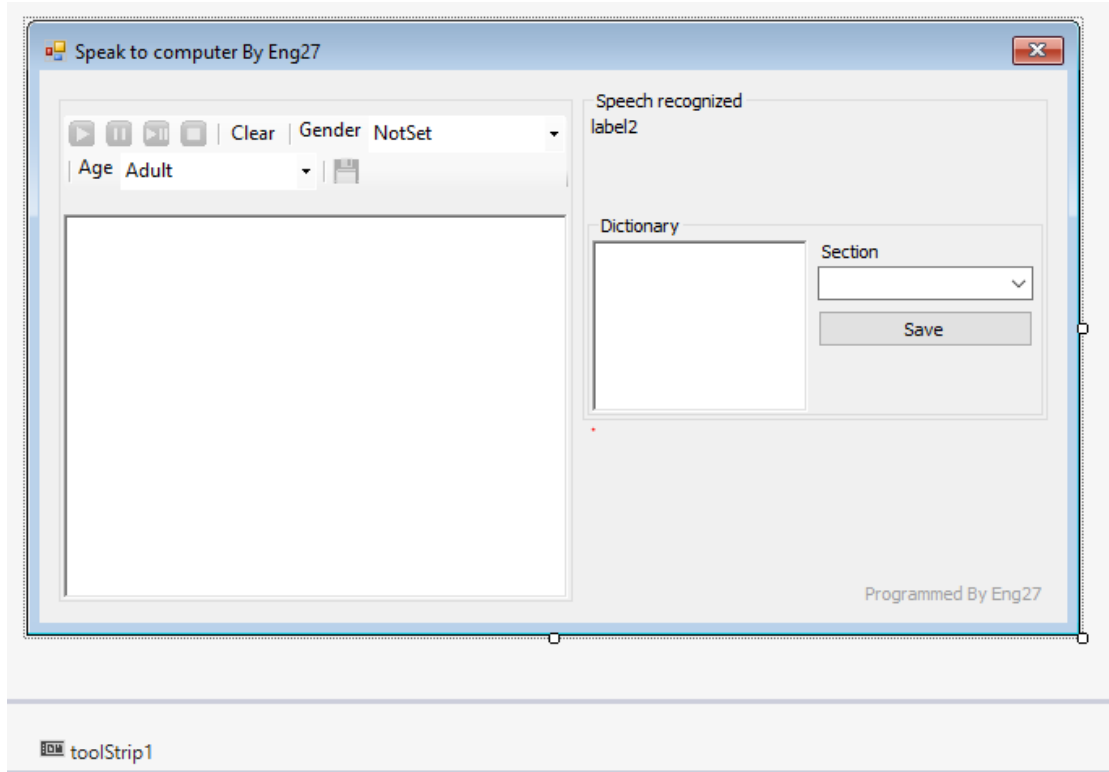 Speak to computer By Eng27
Clear Gender NotSet
Age Adult
Speech recognized
label2
Dictionary
Section
Save
*
Programmed By Eng27
toolStrip1